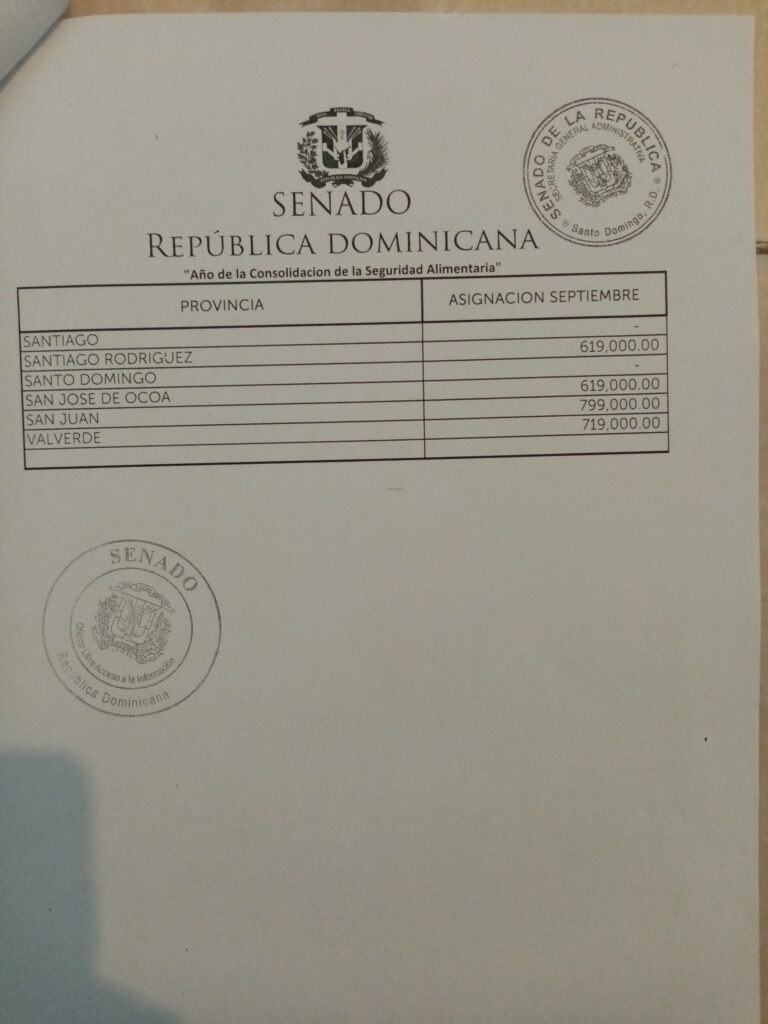 SENADO
REPÚBLICA DOMINICANA
"Año de la Consolidacion de la Seguridad Alimentaria"
SENADO DE LA REPUBLICA
SECRETARIA GENERAL ADMINISTRATIVA
Santo Domingo, R.D.
PROVINCIA ASIGNACION SEPTIEMBRE
SANTIAGO -
SANTIAGO RODRIGUEZ 619,000.00
SANTO DOMINGO -
SAN JOSE DE OCOA 619,000.00
SAN JUAN 799,000.00
VALVERDE 719,000.00
SENADO
Oficina Libre Acceso a la Información
República Dominicana